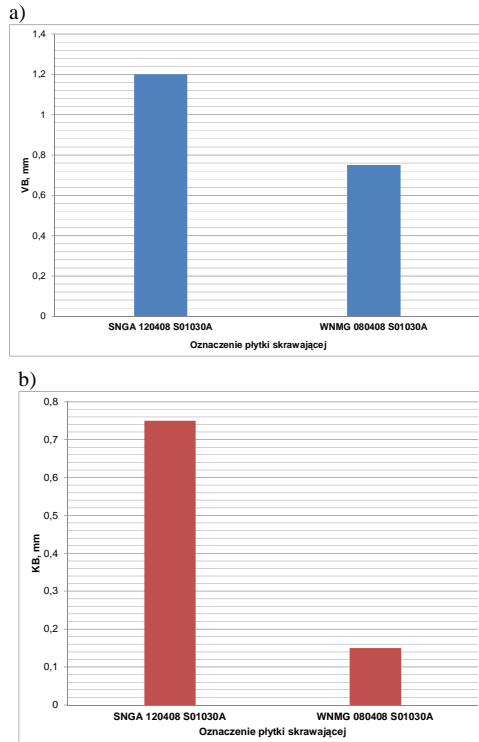 a)
1,4
1,2
1
0,8
0,6
0,4
0,2
0
VB, mm
SNGA 120408 S01030A WNMG 080408 S01030A
Oznaczenie płytki skrawającej
b)
0,8
0,7
0,6
0,5
0,4
0,3
0,2
0,1
0
KB, mm
SNGA 120408 S01030A WNMG 080408 S01030A
Oznaczenie płytki skrawającej